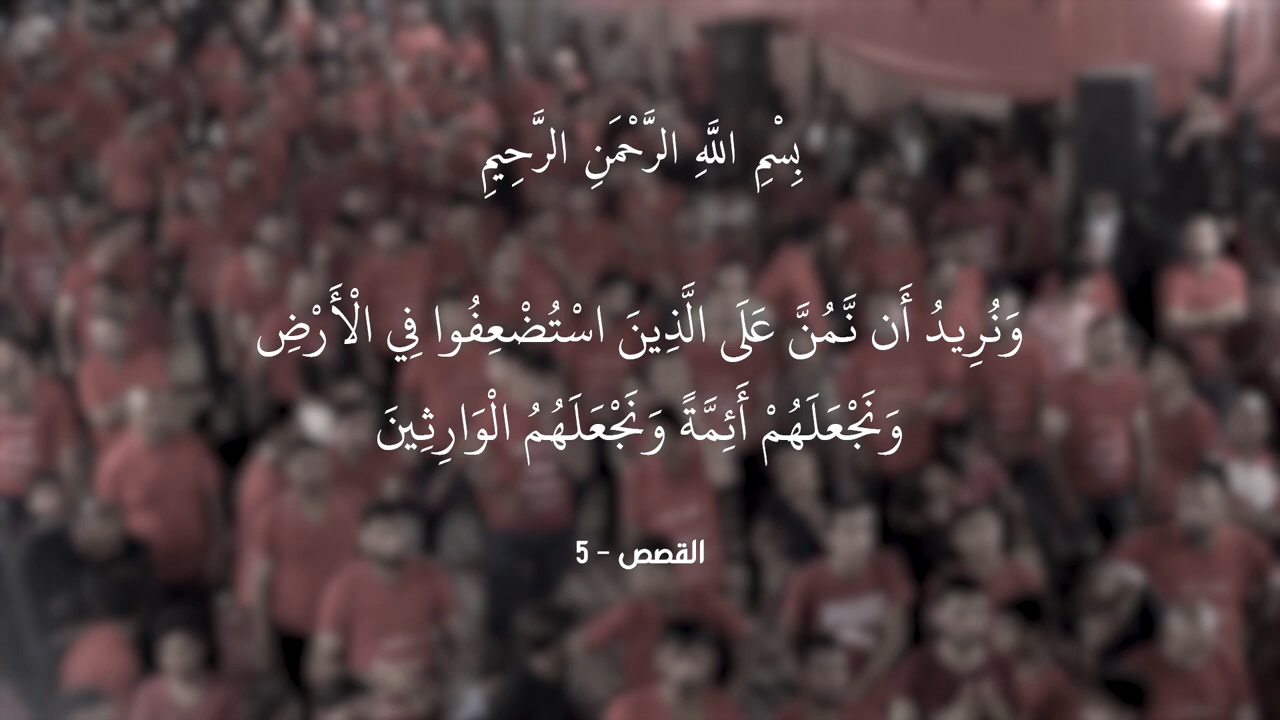 بِسْمِ اللَّهِ الرَّحْمَنِ الرَّحِيمِ
وَنُرِيدُ أَن نَّمُنَّ عَلَى الَّذِينَ اسْتُضْعِفُوا فِي الْأَرْضِ
وَنَجْعَلَهُمْ أَئِمَّةً وَنَجْعَلَهُمُ الْوَارِثِينَ
القصص - 5